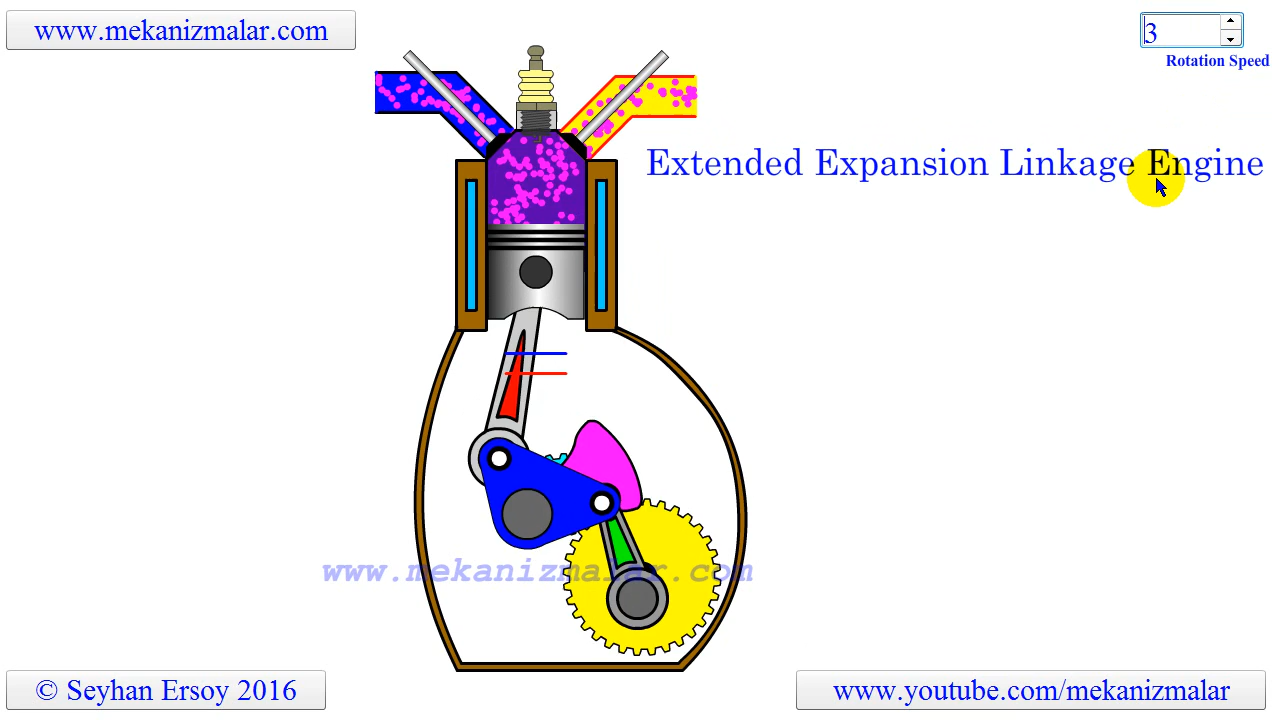 www.mekanizmalar.com
3
Rotation Speed
Extended Expansion Linkage Engine
www.mekanizmalar.com
© Seyhan Ersoy 2016
www.youtube.com/mekanizmalar